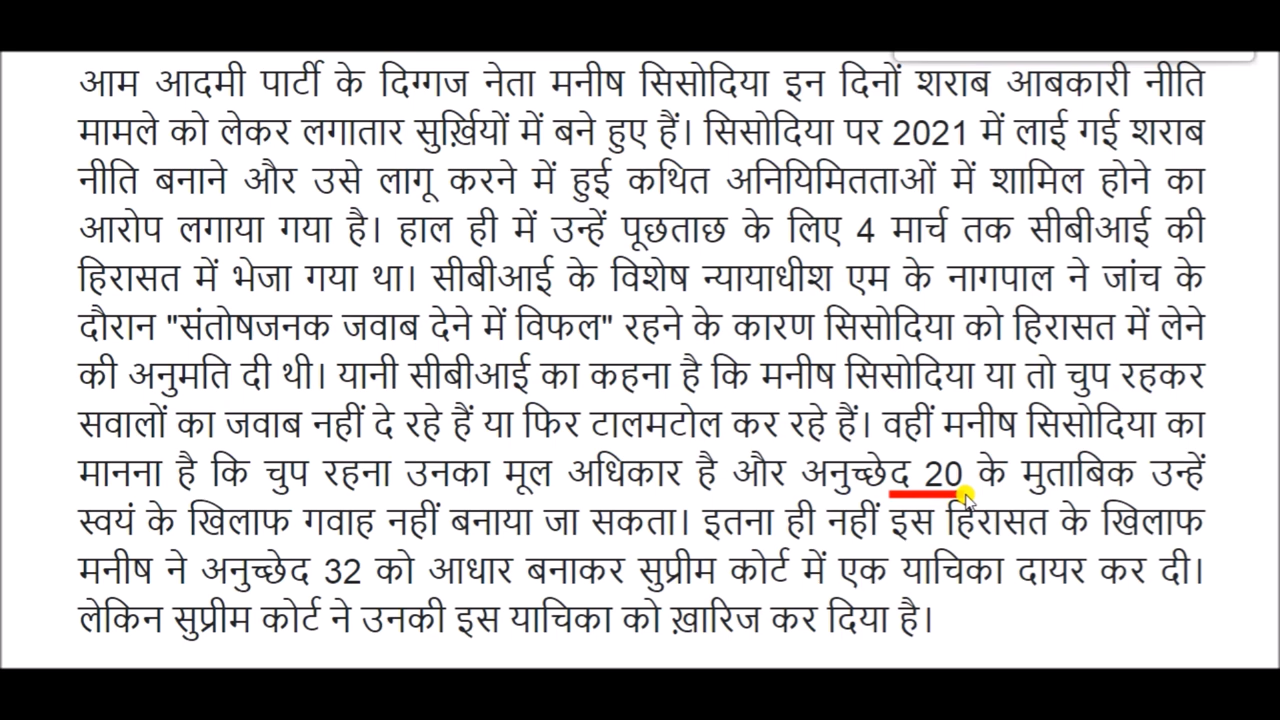 आम आदमी पार्टी के दिग्गज नेता मनीष सिसोदिया इन दिनों शराब आबकारी नीति
मामले को लेकर लगातार सुर्ख़ियों में बने हुए हैं। सिसोदिया पर 2021 में लाई गई शराब
नीति बनाने और उसे लागू करने में हुई कथित अनियिमितताओं में शामिल होने का
आरोप लगाया गया है। हाल ही में उन्हें पूछताछ के लिए 4 मार्च तक सीबीआई की
हिरासत में भेजा गया था। सीबीआई के विशेष न्यायाधीश एम के नागपाल ने जांच के
दौरान "संतोषजनक जवाब देने में विफल" रहने के कारण सिसोदिया को हिरासत में लेने
की अनुमति दी थी। यानी सीबीआई का कहना है कि मनीष सिसोदिया या तो चुप रहकर
सवालों का जवाब नहीं दे रहे हैं या फिर टालमटोल कर रहे हैं। वहीं मनीष सिसोदिया का
मानना है कि चुप रहना उनका मूल अधिकार है और अनुच्छेद 20 के मुताबिक उन्हें
स्वयं के खिलाफ गवाह नहीं बनाया जा सकता। इतना ही नहीं इस हिरासत के खिलाफ
मनीष ने अनुच्छेद 32 को आधार बनाकर सुप्रीम कोर्ट में एक याचिका दायर कर दी।
लेकिन सुप्रीम कोर्ट ने उनकी इस याचिका को ख़ारिज कर दिया है।